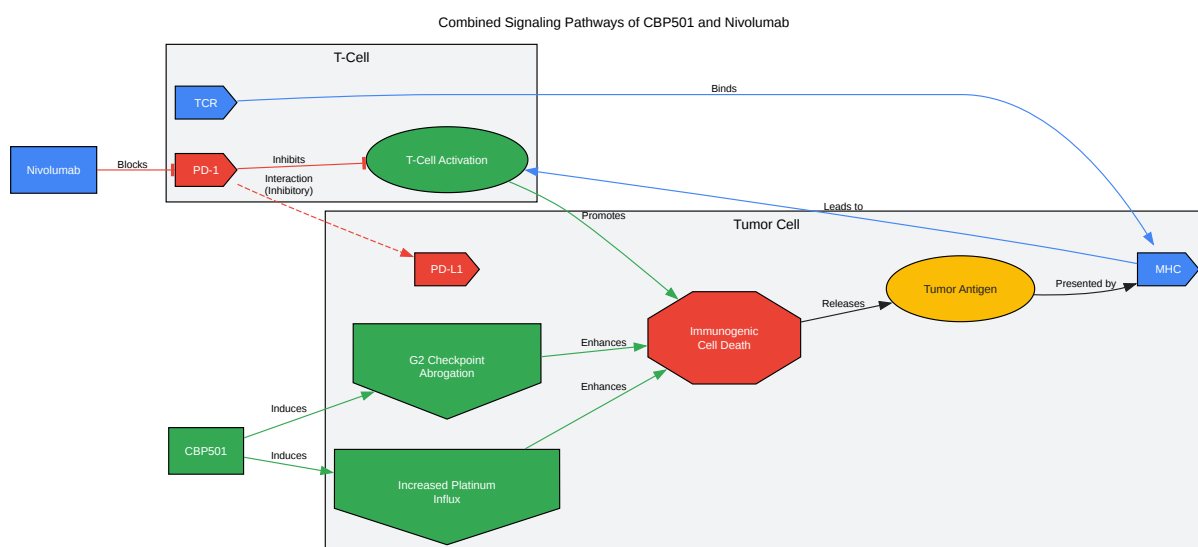 Combined Signaling Pathways of CBP501 and Nivolumab
T-Cell
TCR
Binds
Nivolumab
Blocks
PD-1
Inhibits
T-Cell Activation
Interaction
(Inhibitory)
Leads to
Promotes
Tumor Cell
PD-L1
MHC
Tumor Antigen
Presented by
Releases
Immunogenic
Cell Death
G2 Checkpoint
Abrogation
Enhances
Enhances
Induces
CBP501
Induces
Increased Platinum
Influx